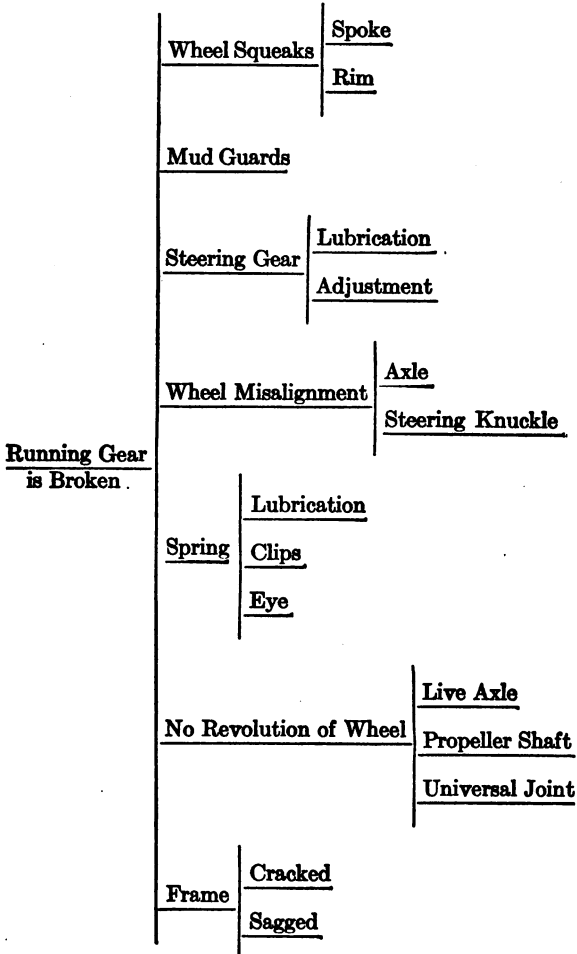 Wheel Squeaks
Spoke
Rim
Mud Guards
Steering Gear
Lubrication
Adjustment
Wheel Misalignment
Axle
Steering Knuckle
Running Gear
is Broken
Spring
Lubrication
Clips
Eye
No Revolution of Wheel
Live Axle
Propeller Shaft
Universal Joint
Frame
Cracked
Sagged